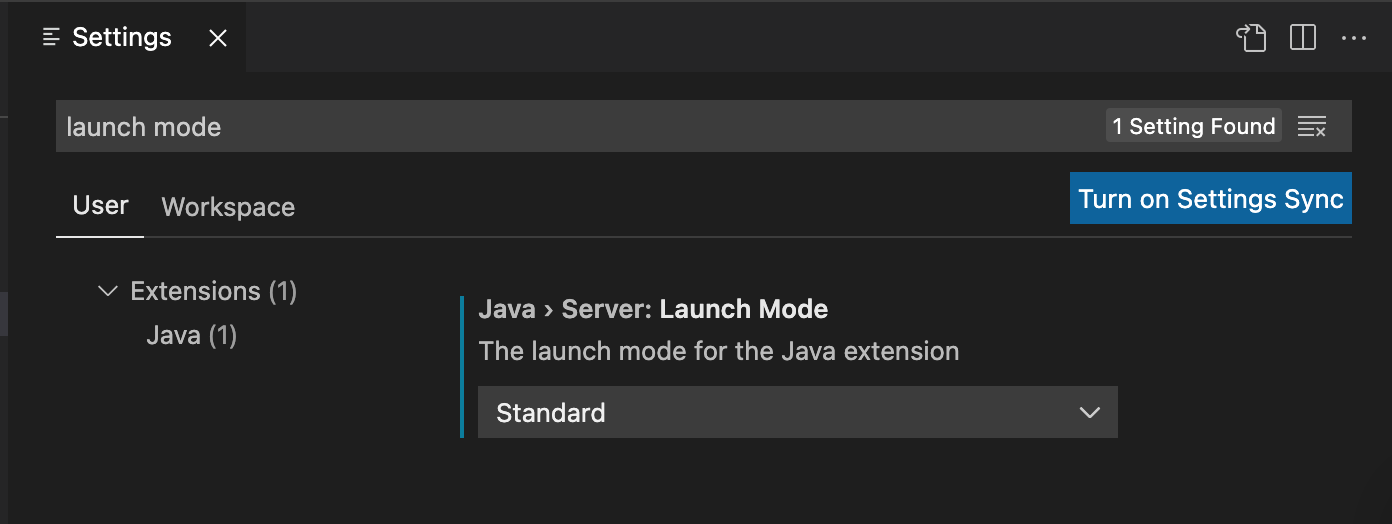 Settings
launch mode
1 Setting Found
User Workspace
Turn on Settings Sync
Extensions (1)
Java (1)
Java › Server: Launch Mode
The launch mode for the Java extension
Standard